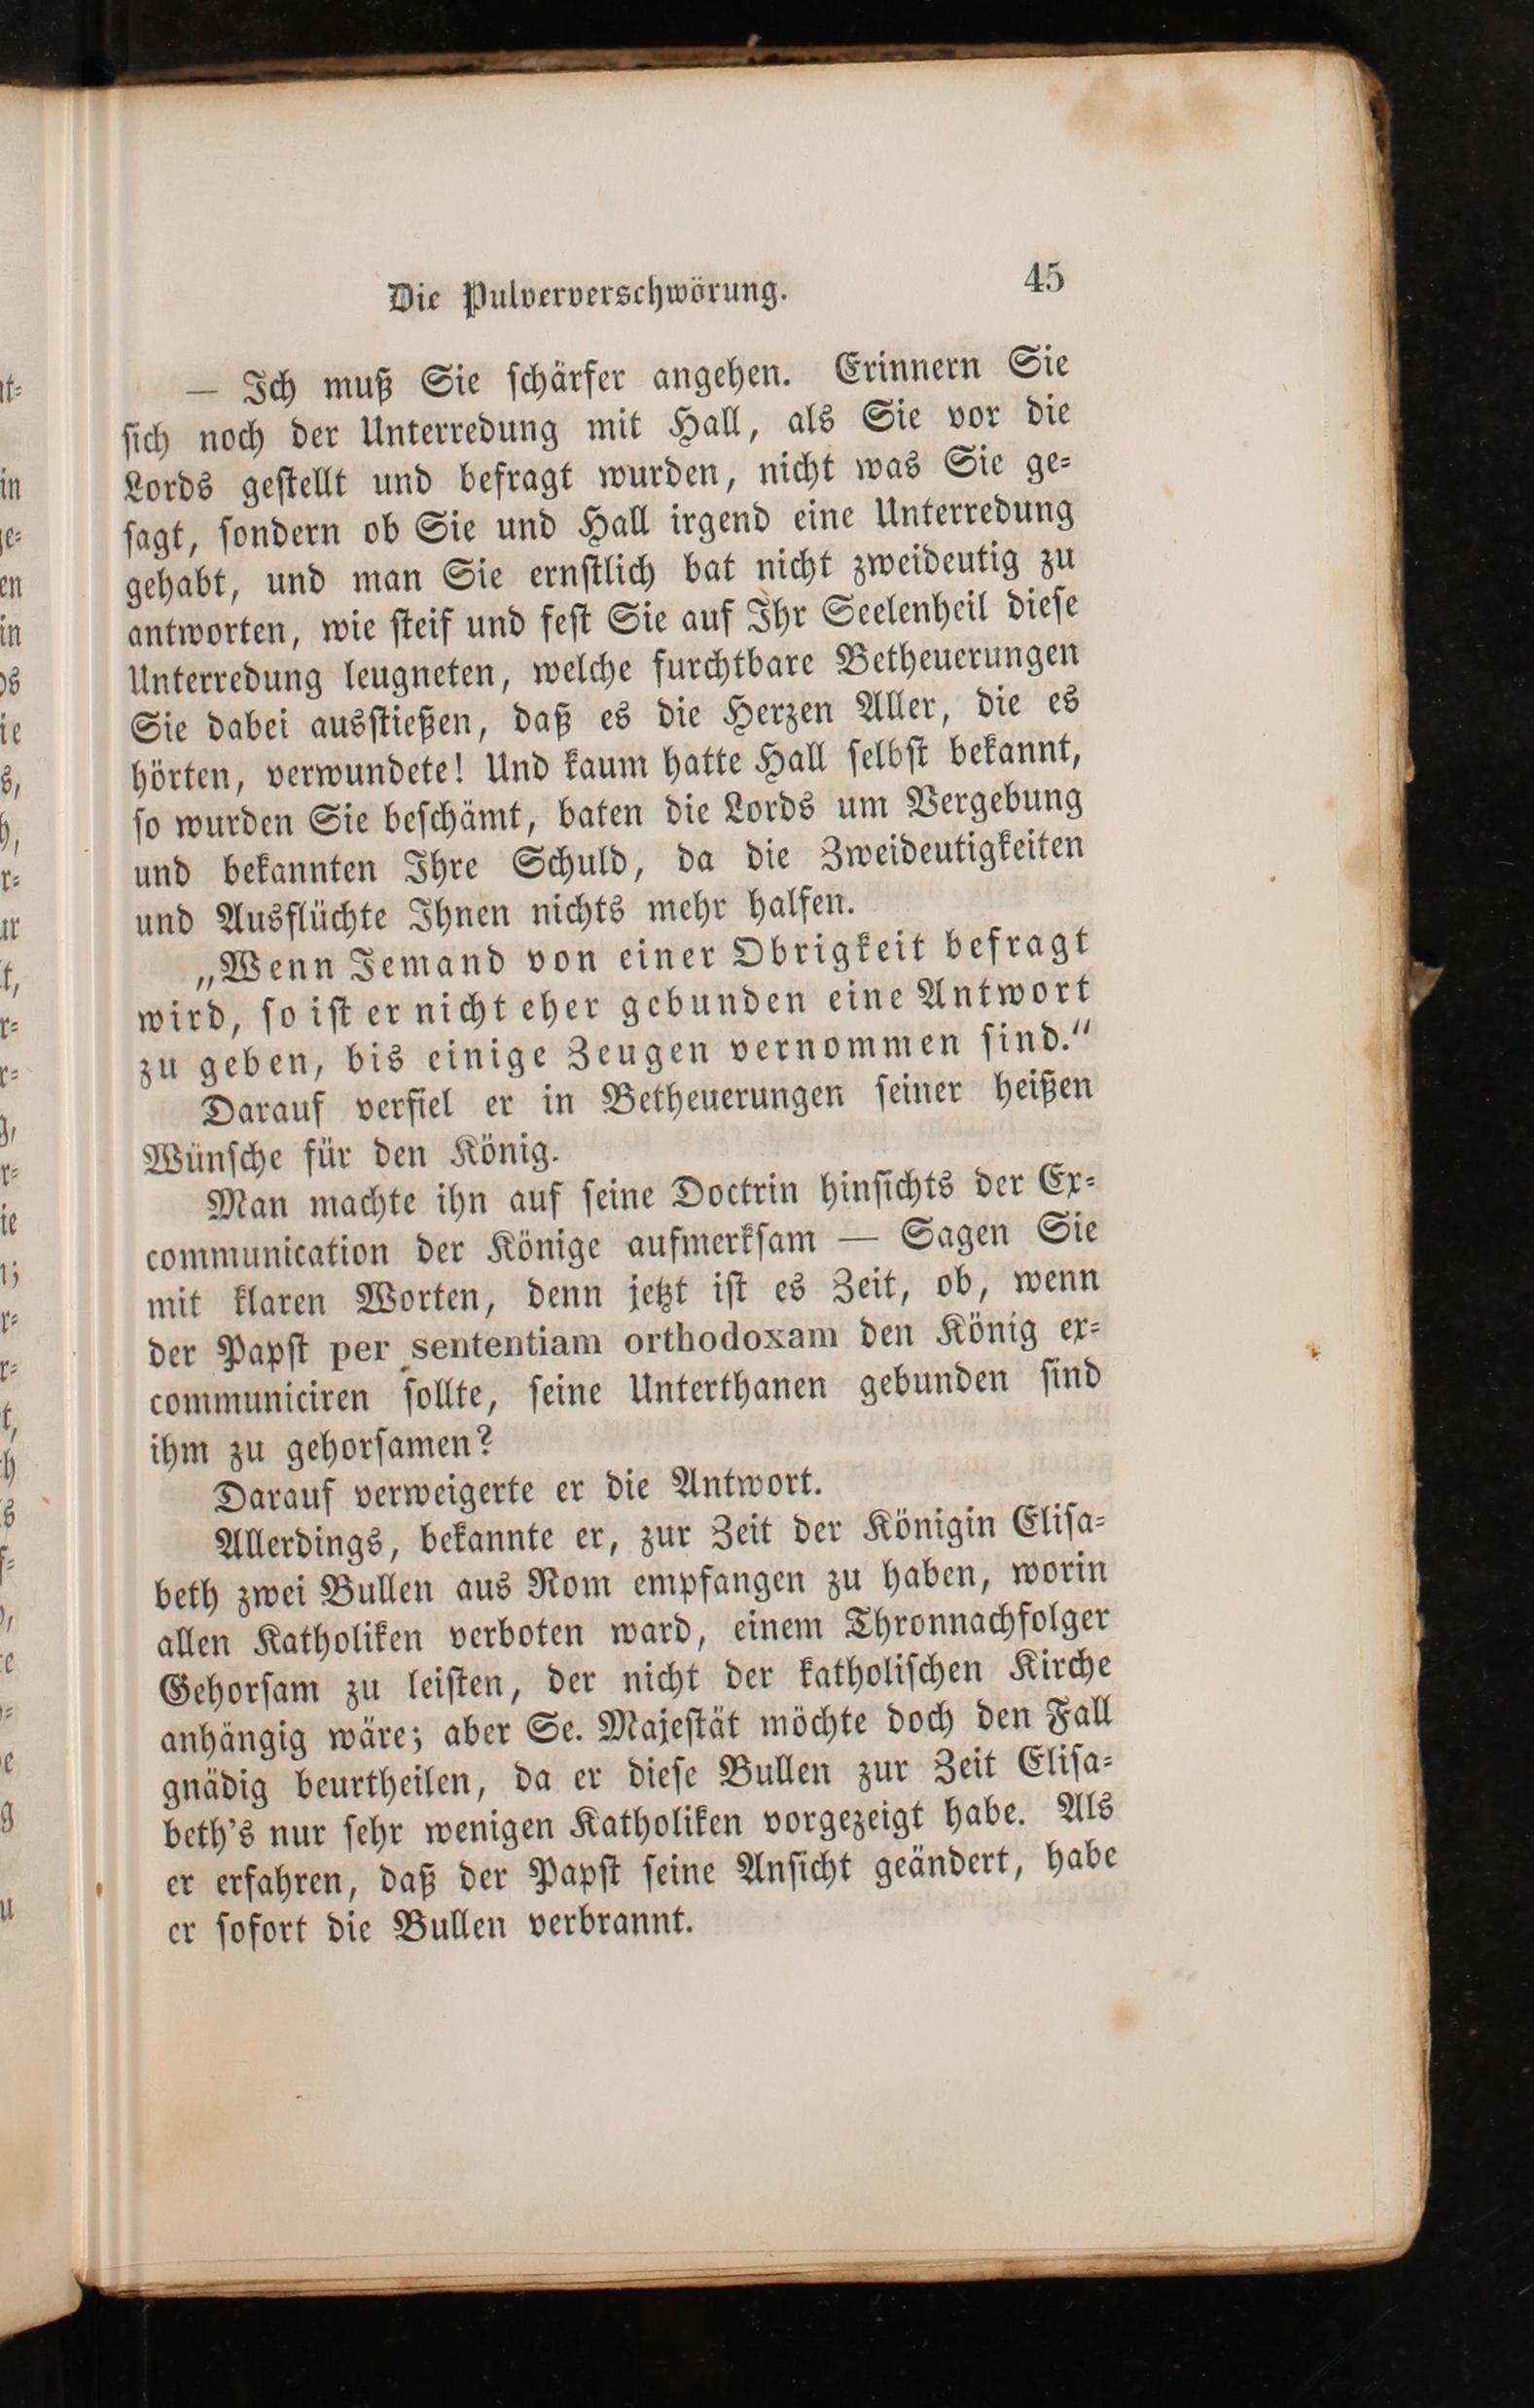 Die Pulververschwörung. 45
— Ich muß Sie ſchärfer angehen. Erinnern Sie
ſich noch der Unterredung mit Hall, als Sie vor die
Lords geſtellt und befragt wurden, nicht was Sie ge⸗
ſagt, ſondern ob Sie und Hall irgend eine Unterredung
gehabt, und man Sie ernſtlich bat nicht zweideutig zu
antworten, wie ſteif und feſt Sie auf Ihr Seelenheil dieſe
Unterredung leugneten, welche furchtbare Betheuerungen
Sie dabei ausſtießen, daß es die Herzen Aller, die es
hörten, verwundete! Und kaum hatte Hall ſelbſt bekannt,
ſo wurden Sie beſchämt, baten die Lords um Vergebung
und bekannten Ihre Schuld, da die Zweideutigkeiten
und Ausflüchte Ihnen nichts mehr halfen.
„Wenn Jemand von einer Obrigkeit befragt
wird, ſo iſt er nicht eher gebunden eine Antwort
zu geben, bis einige Zeugen vernommen ſind.“
Darauf verfiel er in Betheuerungen ſeiner heißen
Wünſche für den König.
Man machte ihn auf ſeine Doctrin hinſichts der Ex⸗
communication der Könige aufmerkſam — Sagen Sie
mit klaren Worten, denn jetzt iſt es Zeit, ob, wenn
der Papſt per sententiam orthodoxam den König ex⸗
communiciren ſollte, ſeine Unterthanen gebunden ſind
ihm zu gehorſamen?
Darauf verweigerte er die Antwort.
Allerdings, bekannte er, zur Zeit der Königin Eliſa⸗
beth zwei Bullen aus Rom empfangen zu haben, worin
allen Katholiken verboten ward, einem Thronnachfolger
Gehorſam zu leiſten, der nicht der katholiſchen Kirche
anhängig wäre; aber Se. Majeſtät möchte doch den Fall
gnädig beurtheilen, da er dieſe Bullen zur Zeit Eliſa⸗
beth's nur ſehr wenigen Katholiken vorgezeigt habe. Als
er erfahren, daß der Papſt ſeine Anſicht geändert, habe
er ſofort die Bullen verbrannt.